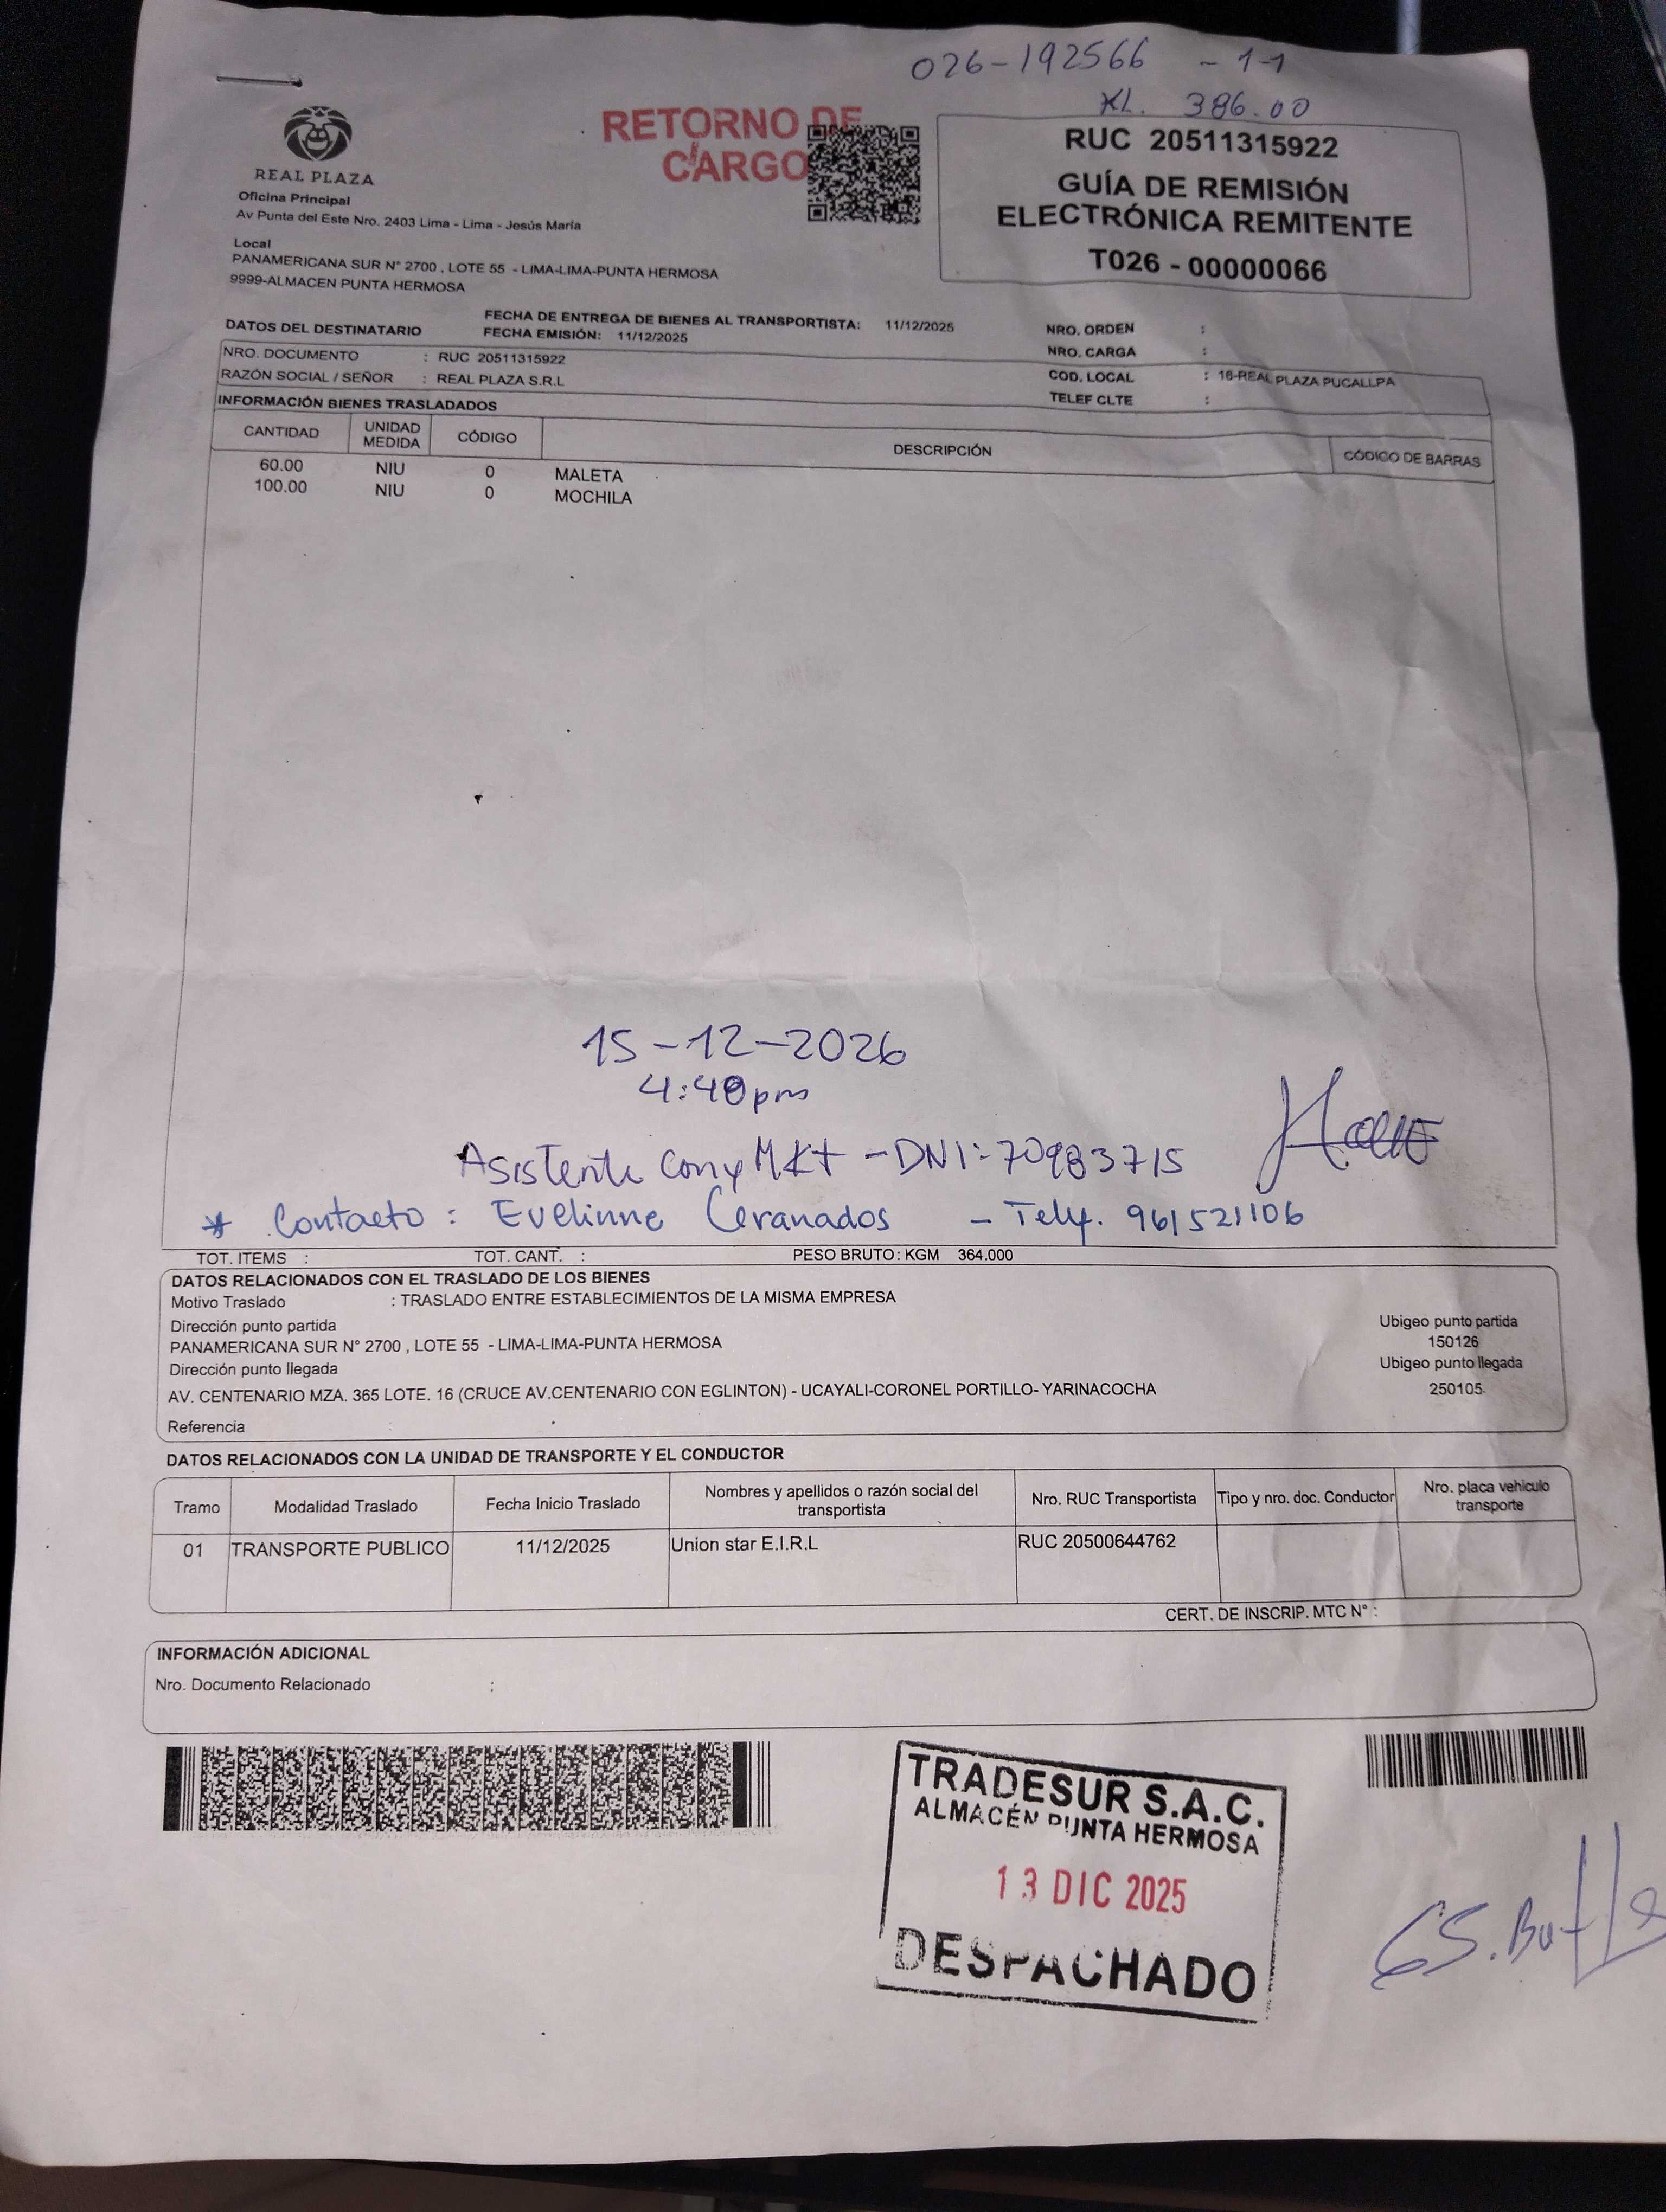 026-192566 - 1-1
KL. 386.00
REAL PLAZA
RETORNO DE
CARGO
Oficina Principal
Av Punta del Este Nro. 2403 Lima - Lima - Jesús María
Local
PANAMERICANA SUR N° 2700 , LOTE 55 - LIMA-LIMA-PUNTA HERMOSA
9999-ALMACEN PUNTA HERMOSA
RUC 20511315922
GUÍA DE REMISIÓN
ELECTRÓNICA REMITENTE
T026 - 00000066
FECHA DE ENTREGA DE BIENES AL TRANSPORTISTA: 11/12/2025
DATOS DEL DESTINATARIO FECHA EMISIÓN: 11/12/2025
NRO. ORDEN :
NRO. CARGA :
NRO. DOCUMENTO : RUC 20511315922
RAZÓN SOCIAL / SEÑOR : REAL PLAZA S.R.L
COD. LOCAL : 16-REAL PLAZA PUCALLPA
TELEF CLTE :
INFORMACIÓN BIENES TRASLADADOS
CANTIDAD UNIDAD MEDIDA CÓDIGO DESCRIPCIÓN CÓDIGO DE BARRAS
60.00 NIU 0 MALETA
100.00 NIU 0 MOCHILA
15-12-2026
4:40pm
Asistente Com y MKT - DNI: 70983715
* Contacto : Evelinne Granados - Telf. 961521106
TOT. ITEMS : TOT. CANT. : PESO BRUTO: KGM 364.000
DATOS RELACIONADOS CON EL TRASLADO DE LOS BIENES
Motivo Traslado : TRASLADO ENTRE ESTABLECIMIENTOS DE LA MISMA EMPRESA
Dirección punto partida Ubigeo punto partida
PANAMERICANA SUR N° 2700 , LOTE 55 - LIMA-LIMA-PUNTA HERMOSA 150126
Dirección punto llegada Ubigeo punto llegada
AV. CENTENARIO MZA. 365 LOTE. 16 (CRUCE AV.CENTENARIO CON EGLINTON) - UCAYALI-CORONEL PORTILLO- YARINACOCHA 250105
Referencia :
DATOS RELACIONADOS CON LA UNIDAD DE TRANSPORTE Y EL CONDUCTOR
Tramo Modalidad Traslado Fecha Inicio Traslado Nombres y apellidos o razón social del transportista Nro. RUC Transportista Tipo y nro. doc. Conductor Nro. placa vehiculo transporte
01 TRANSPORTE PUBLICO 11/12/2025 Union star E.I.R.L RUC 20500644762
CERT. DE INSCRIP. MTC N° :
INFORMACIÓN ADICIONAL
Nro. Documento Relacionado :
TRADESUR S.A.C.
ALMACÉN PUNTA HERMOSA
13 DIC 2025
DESPACHADO